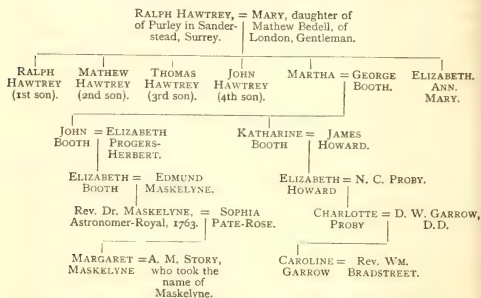 RALPH HAWTREY, = MARY, daughter of
of Purley in Sander- Mathew Bedell, of
stead, Surrey. London, Gentleman.
RALPH MATHEW THOMAS JOHN MARTHA = GEORGE ELIZABETH.
HAWTREY HAWTREY HAWTREY HAWTREY BOOTH. ANN.
(1st son). (2nd son). (3rd son). (4th son). MARY.
JOHN = ELIZABETH KATHARINE = JAMES
BOOTH PROGERS- BOOTH HOWARD.
HERBERT.
ELIZABETH = EDMUND ELIZABETH = N. C. PROBY.
BOOTH MASKELYNE. HOWARD
Rev. Dr. MASKELYNE, = SOPHIA CHARLOTTE = D. W. GARROW,
Astronomer-Royal, 1763. PATE-ROSE. PROBY D.D.
MARGARET = A. M. STORY, CAROLINE = Rev. WM.
MASKELYNE who took the GARROW BRADSTREET.
name of
Maskelyne.